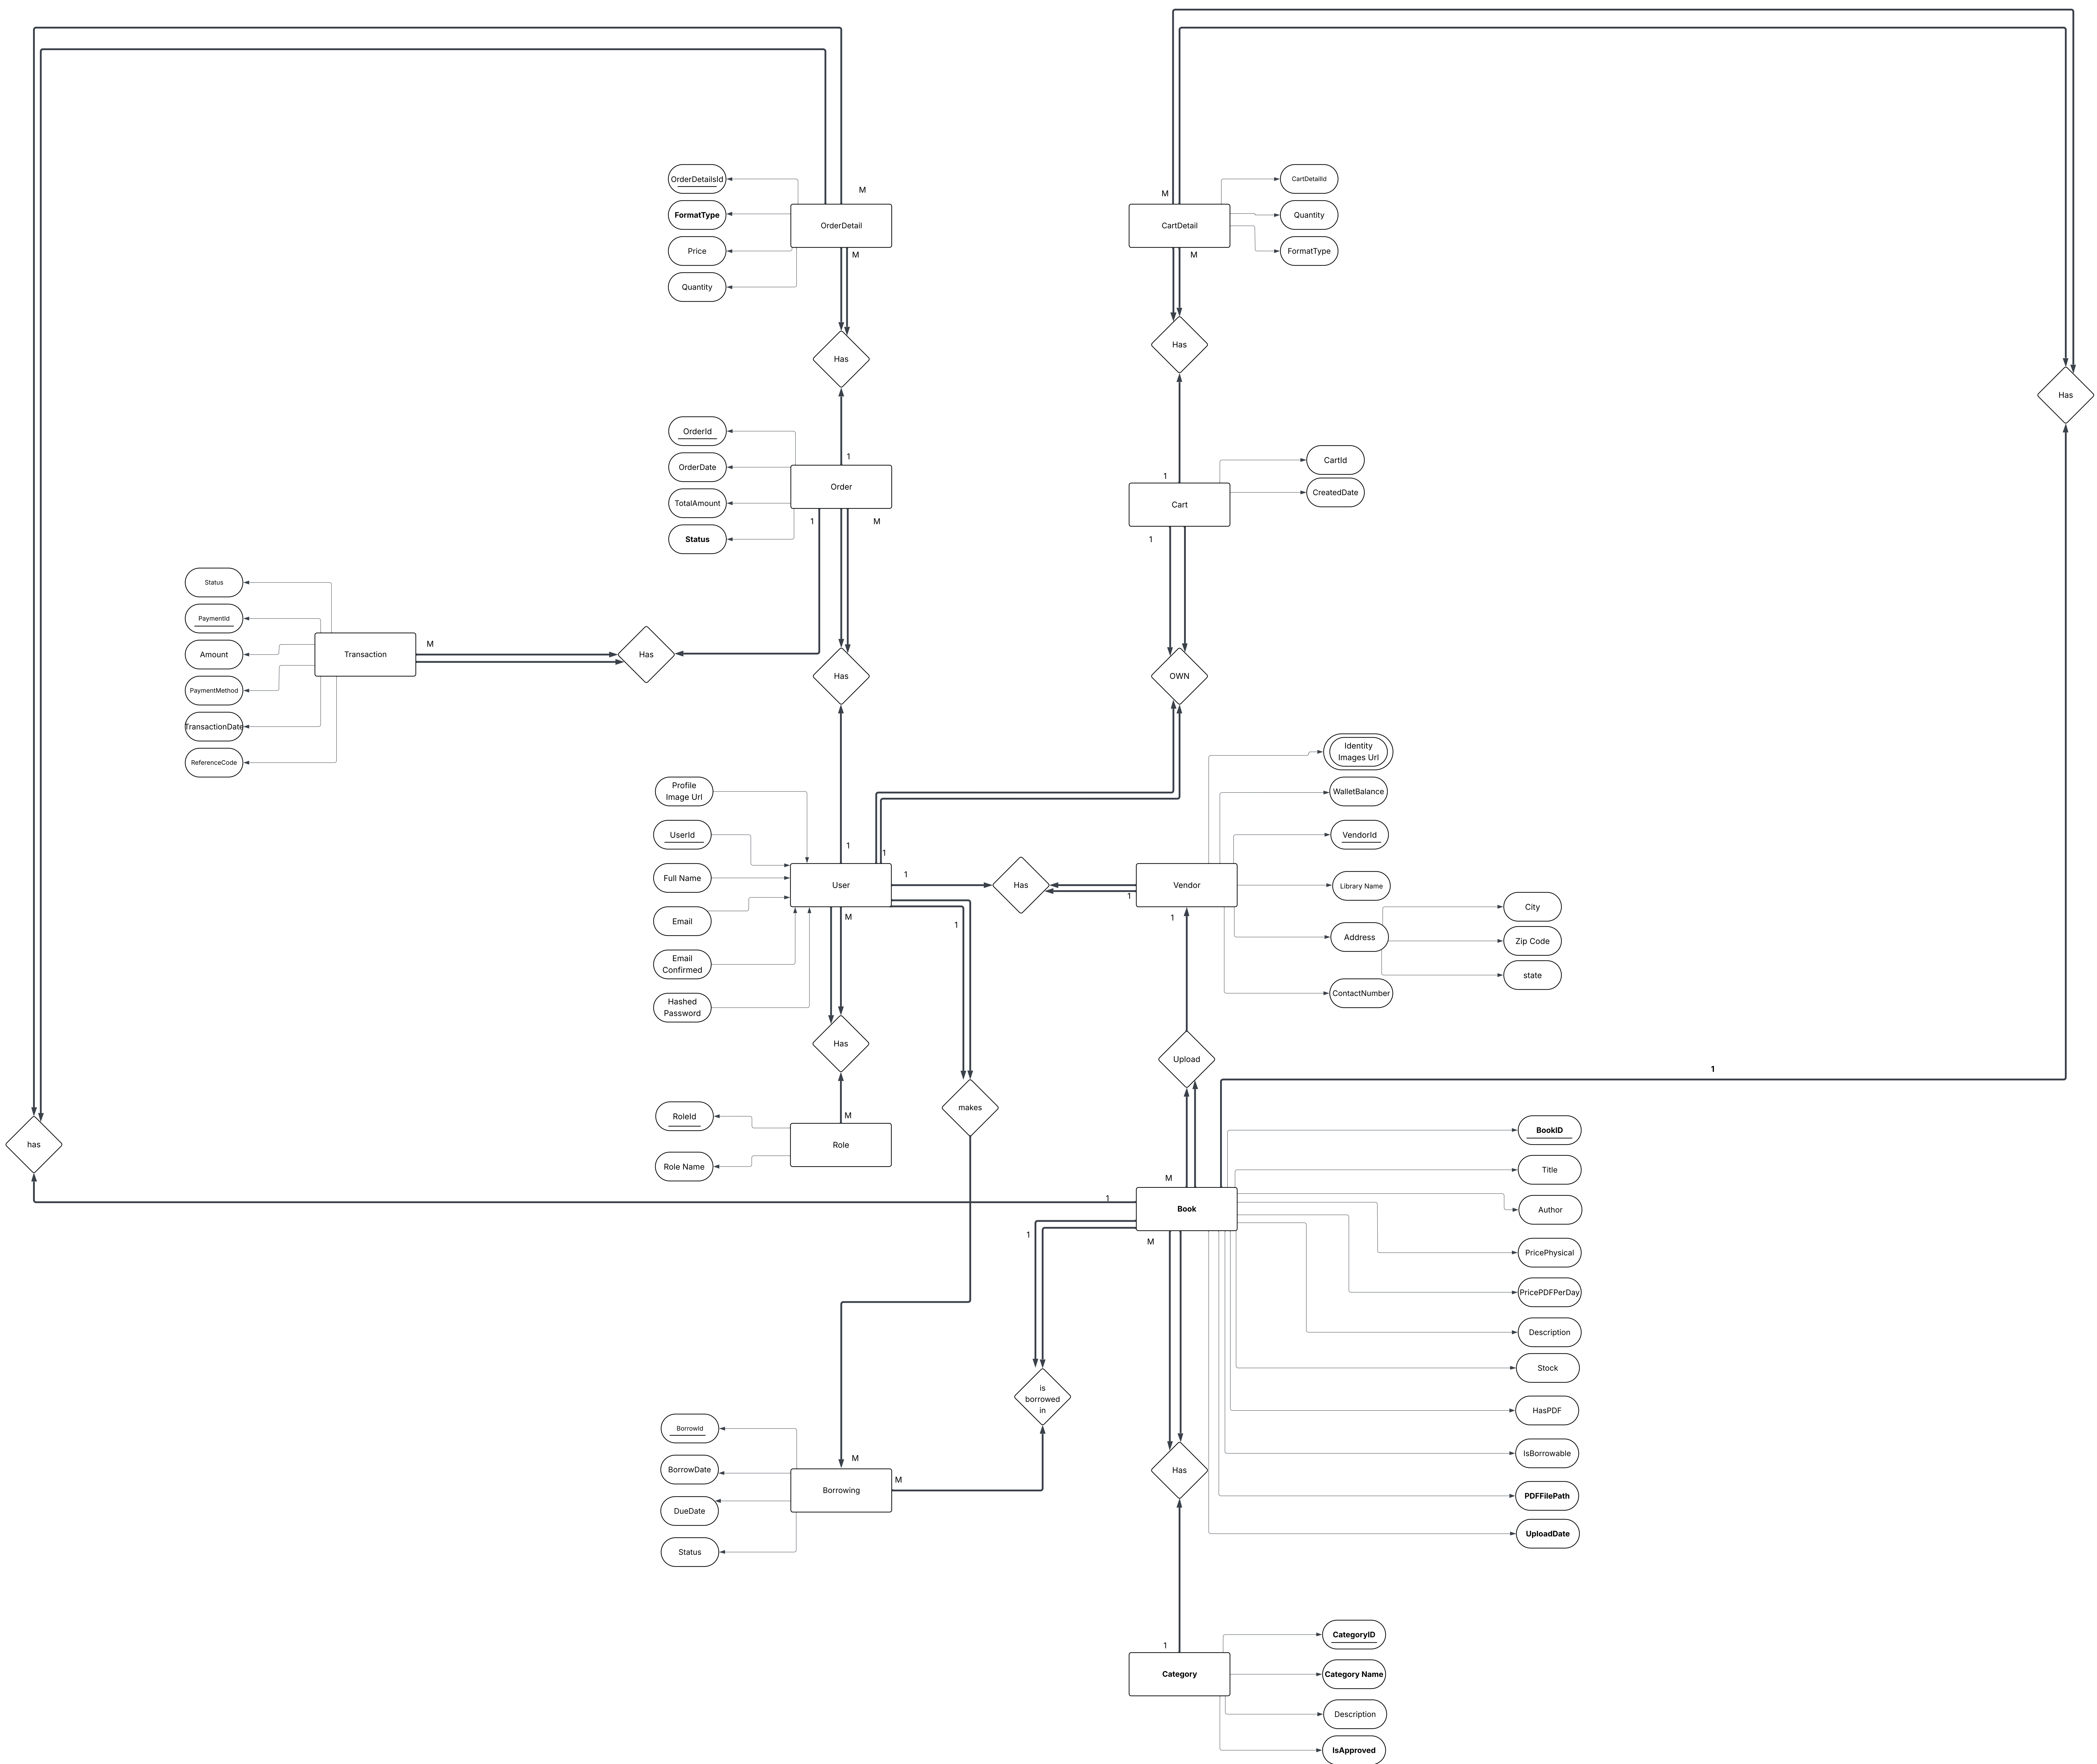 M
OrderDetailsId
FormatType
Price
Quantity
OrderDetail
M
Has
M
CartDetail
M
CartDetailId
Quantity
FormatType
Has
Has
OrderId
OrderDate
TotalAmount
Status
1
Order
1
M
1
Cart
1
CartId
CreatedDate
Status
PaymentId
Amount
PaymentMethod
TransactionDate
ReferenceCode
Transaction
M
Has
Has
OWN
Profile
Image Url
UserId
Full Name
Email
Email
Confirmed
Hashed
Password
1
1
User
1
M
1
Has
1
Vendor
1
Identity
Images Url
WalletBalance
VendorId
Library Name
Address
ContactNumber
City
Zip Code
state
Has
Upload
1
makes
has
RoleId
Role Name
M
Role
M
1
Book
1
M
BookID
Title
Author
PricePhysical
PricePDFPerDay
Description
Stock
HasPDF
IsBorrowable
PDFFilePath
UploadDate
is
borrowed
in
Has
BorrowId
BorrowDate
DueDate
Status
M
Borrowing
M
1
Category
CategoryID
Category Name
Description
IsApproved